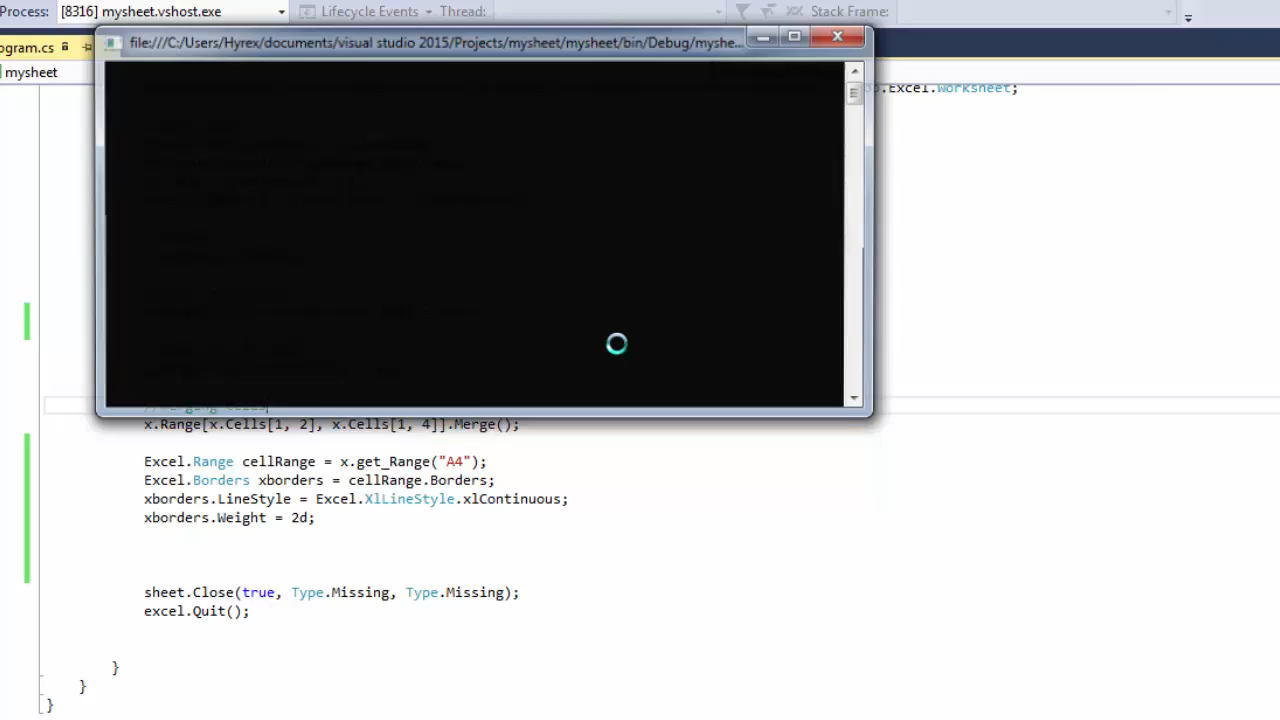 Process: [8316] mysheet.vshost.exe Lifecycle Events Thread: Stack Frame:
ogram.cs
file:///C:/Users/Hyrex/documents/visual studio 2015/Projects/mysheet/mysheet/bin/Debug/myshe...
mysheet
.Excel.Worksheet;
x.Range[x.Cells[1, 2], x.Cells[1, 4]].Merge();
Excel.Range cellRange = x.get_Range("A4");
Excel.Borders xborders = cellRange.Borders;
xborders.LineStyle = Excel.XlLineStyle.xlContinuous;
xborders.Weight = 2d;
sheet.Close(true, Type.Missing, Type.Missing);
excel.Quit();
}
}
}